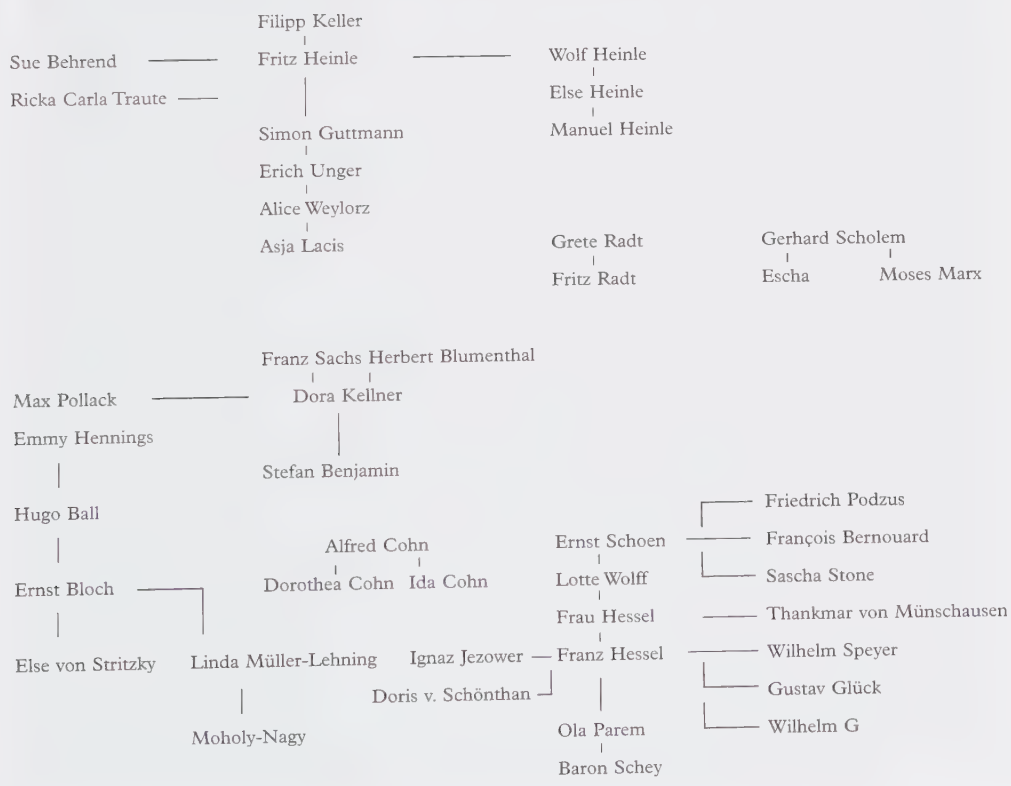 Filipp Keller
Sue Behrend Fritz Heinle Wolf Heinle
Ricka Carla Traute Else Heinle
Simon Guttmann Manuel Heinle
Erich Unger
Alice Weylorz
Asja Lacis Grete Radt Gerhard Scholem
Fritz Radt Escha Moses Marx
Franz Sachs Herbert Blumenthal
Max Pollack Dora Kellner
Emmy Hennings
Stefan Benjamin
Hugo Ball Friedrich Podzus
Alfred Cohn Ernst Schoen François Bernouard
Ernst Bloch Dorothea Cohn Ida Cohn Lotte Wolff Sascha Stone
Frau Hessel Thankmar von Münschausen
Else von Stritzky Linda Müller-Lehning Ignaz Jezower Franz Hessel Wilhelm Speyer
Doris v. Schönthan Gustav Glück
Moholy-Nagy Ola Parem Wilhelm G
Baron Schey